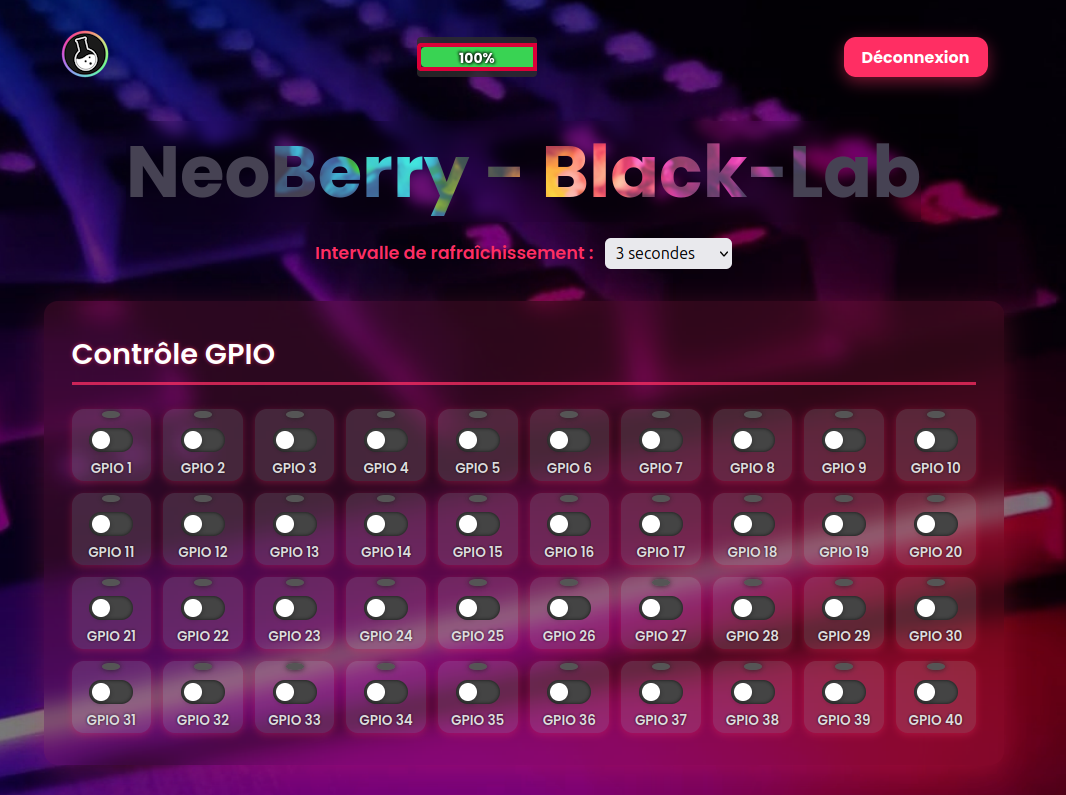 100%
Déconnexion
NeoBerry - Black-Lab
Intervalle de rafraîchissement : 3 secondes
Contrôle GPIO
GPIO 1 GPIO 2 GPIO 3 GPIO 4 GPIO 5 GPIO 6 GPIO 7 GPIO 8 GPIO 9 GPIO 10
GPIO 11 GPIO 12 GPIO 13 GPIO 14 GPIO 15 GPIO 16 GPIO 17 GPIO 18 GPIO 19 GPIO 20
GPIO 21 GPIO 22 GPIO 23 GPIO 24 GPIO 25 GPIO 26 GPIO 27 GPIO 28 GPIO 29 GPIO 30
GPIO 31 GPIO 32 GPIO 33 GPIO 34 GPIO 35 GPIO 36 GPIO 37 GPIO 38 GPIO 39 GPIO 40